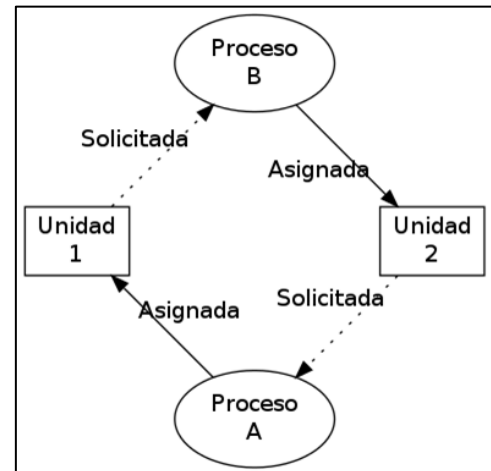 Proceso
B
Solicitada
Asignada
Unidad
1
Unidad
2
Solicitada
Asignada
Proceso
A